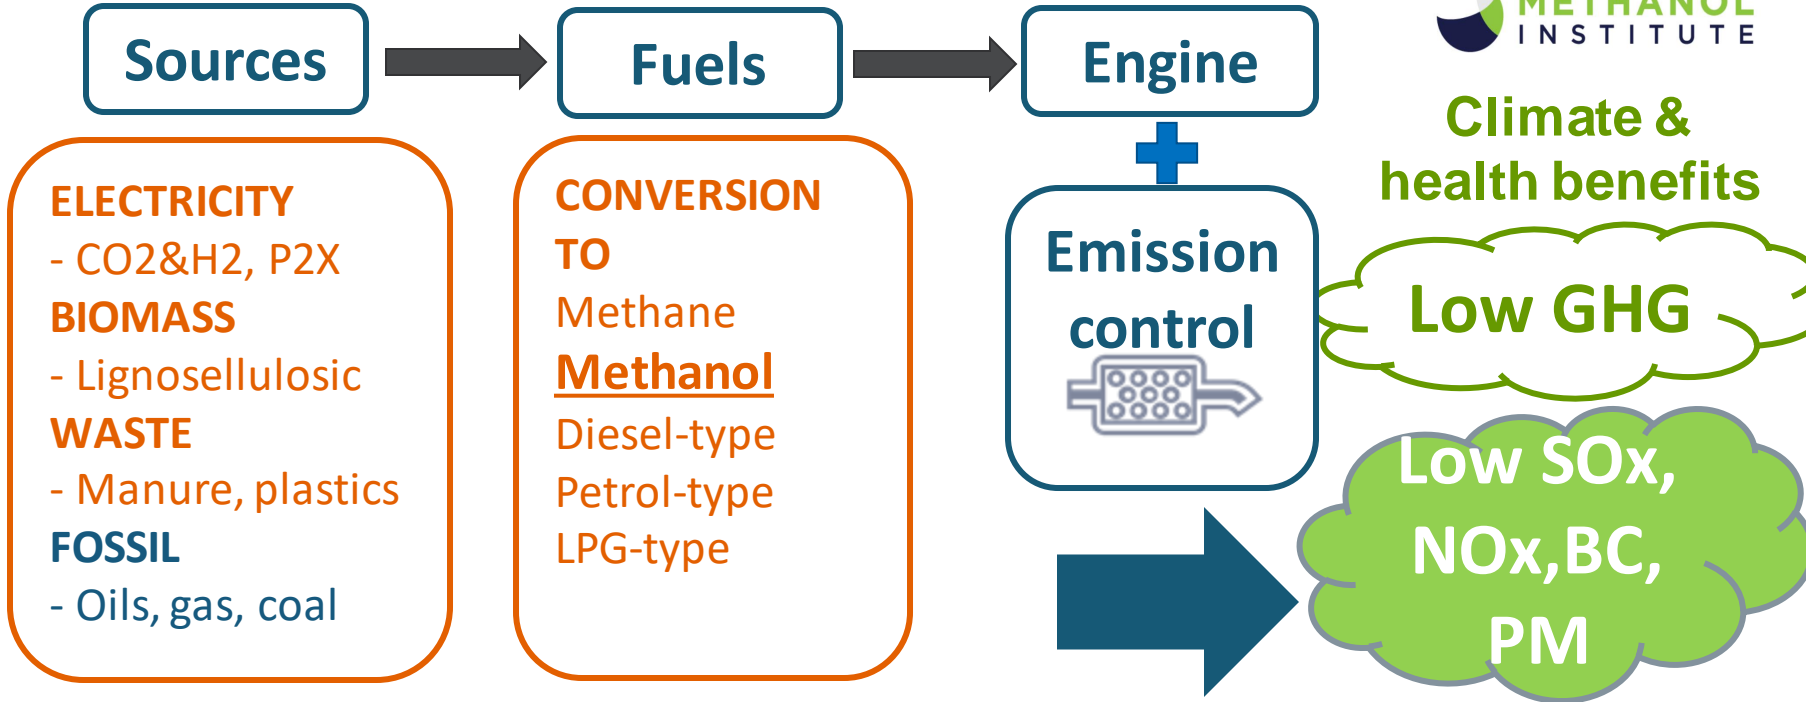 Sources
Fuels
Engine
METHANOL
INSTITUTE
ELECTRICITY
- CO2&H2, P2X
BIOMASS
- Lignosellulosic
WASTE
- Manure, plastics
FOSSIL
- Oils, gas, coal
CONVERSION
TO
Methane
Methanol
Diesel-type
Petrol-type
LPG-type
Emission
control
Climate &
health benefits
Low GHG
Low SOx,
NOx,BC,
PM